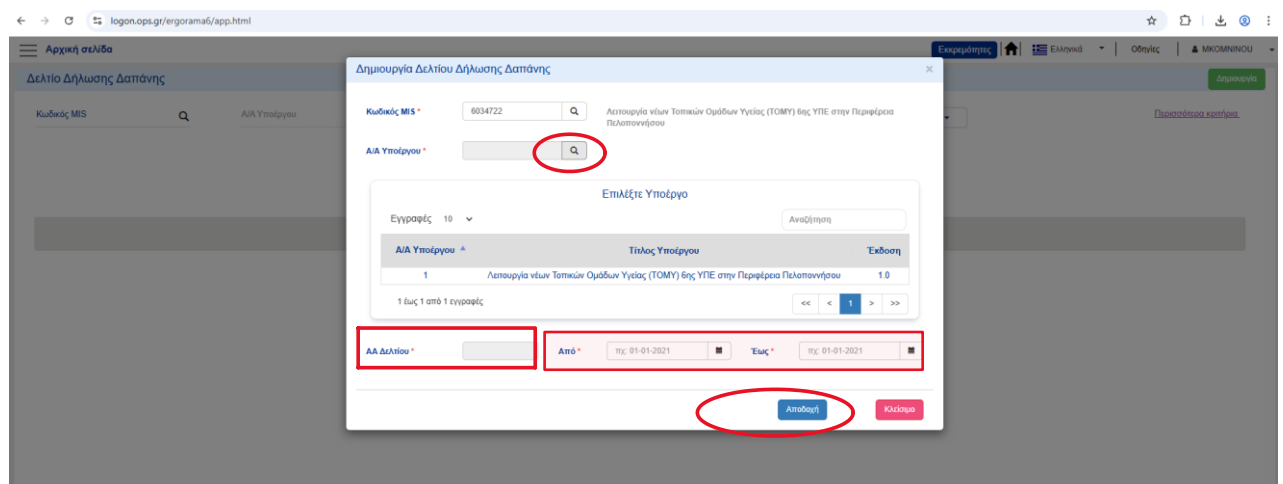 logon.ops.gr/ergorama6/app.html
Αρχική σελίδα
Εκκρεμότητες
Ελληνικά
Οδηγίες
MKOMNINOU
Δελτίο Δήλωσης Δαπάνης
Δημιουργία
Κωδικός MIS
Α/Α Υποέργου
Περισσότερα κριτήρια
Δημιουργία Δελτίου Δήλωσης Δαπάνης ×
Κωδικός MIS * 6034722 Λειτουργία νέων Τοπικών Ομάδων Υγείας (ΤΟΜΥ) 6ης ΥΠΕ στην Περιφέρεια
Πελοποννήσου
Α/Α Υποέργου *
Επιλέξτε Υποέργο
Εγγραφές 10 Αναζήτηση
Α/Α Υποέργου Τίτλος Υποέργου Έκδοση
1 Λειτουργία νέων Τοπικών Ομάδων Υγείας (ΤΟΜΥ) 6ης ΥΠΕ στην Περιφέρεια Πελοποννήσου 1.0
1 έως 1 από 1 εγγραφές << < 1 > >>
ΑΑ Δελτίου * Από * πχ: 01-01-2021 Έως * πχ: 01-01-2021
Αποδοχή Κλείσιμο